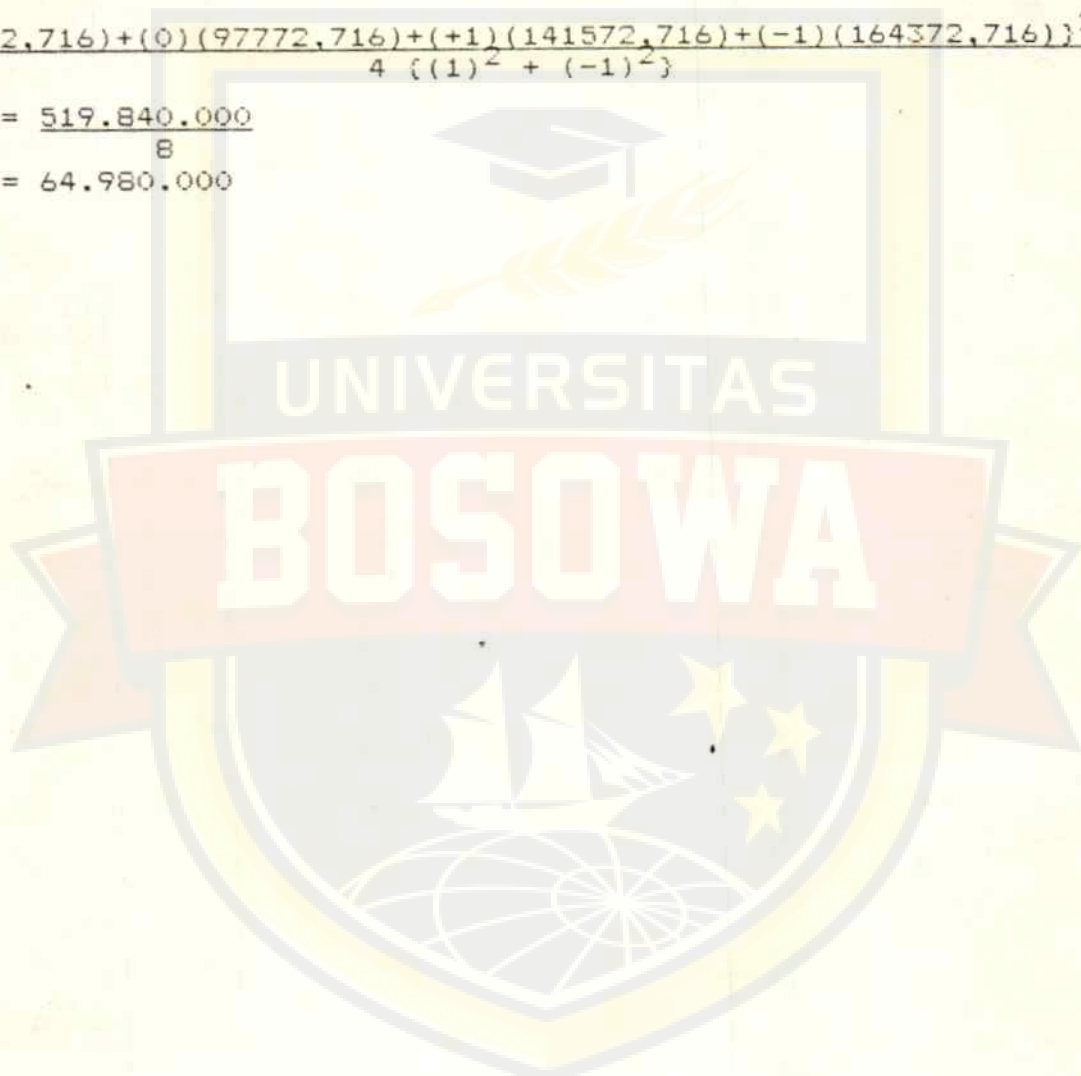 2,716)+(0)(97772,716)+(+1)(141572,716)+(-1)(164372,716)}
4 {(1)² + (-1)²}
= 519.840.000
8
= 64.980.000
UNIVERSITAS
BOSOWA